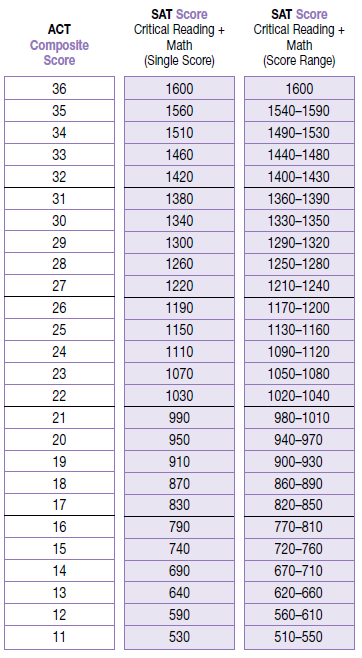 ACT
Composite
Score
SAT Score
Critical Reading +
Math
(Single Score)
SAT Score
Critical Reading +
Math
(Score Range)
36 1600 1600
35 1560 1540–1590
34 1510 1490–1530
33 1460 1440–1480
32 1420 1400–1430
31 1380 1360–1390
30 1340 1330–1350
29 1300 1290–1320
28 1260 1250–1280
27 1220 1210–1240
26 1190 1170–1200
25 1150 1130–1160
24 1110 1090–1120
23 1070 1050–1080
22 1030 1020–1040
21 990 980–1010
20 950 940–970
19 910 900–930
18 870 860–890
17 830 820–850
16 790 770–810
15 740 720–760
14 690 670–710
13 640 620–660
12 590 560–610
11 530 510–550